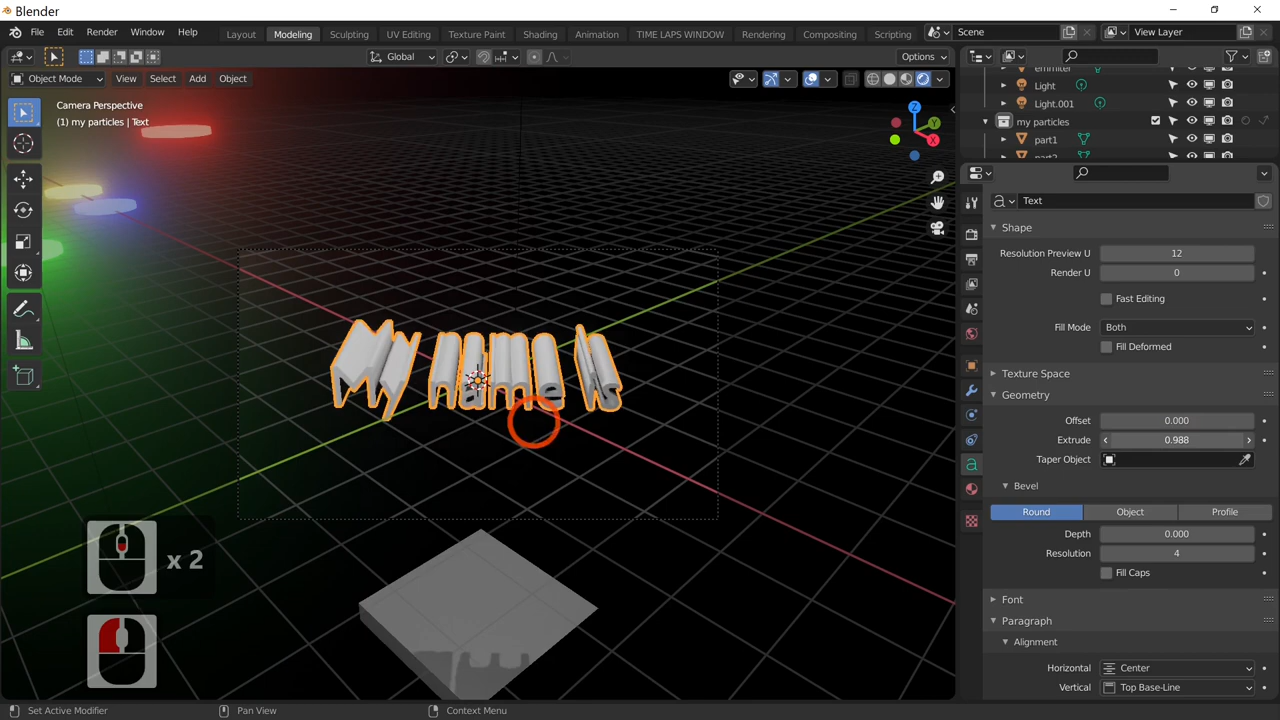 Blender
File Edit Render Window Help
Layout Modeling Sculpting UV Editing Texture Paint Shading Animation TIME LAPS WINDOW Rendering Compositing Scripting
Scene
View Layer
Global
Options
Object Mode View Select Add Object
Camera Perspective
(1) my particles | Text
Z
Y
X
My name is
x 2
Light
Light.001
my particles
part1
Text
Shape
Resolution Preview U 12
Render U 0
Fast Editing
Fill Mode Both
Fill Deformed
Texture Space
Geometry
Offset 0.000
Extrude 0.988
Taper Object
Bevel
Round Object Profile
Depth 0.000
Resolution 4
Fill Caps
Font
Paragraph
Alignment
Horizontal Center
Vertical Top Base-Line
Set Active Modifier Pan View Context Menu